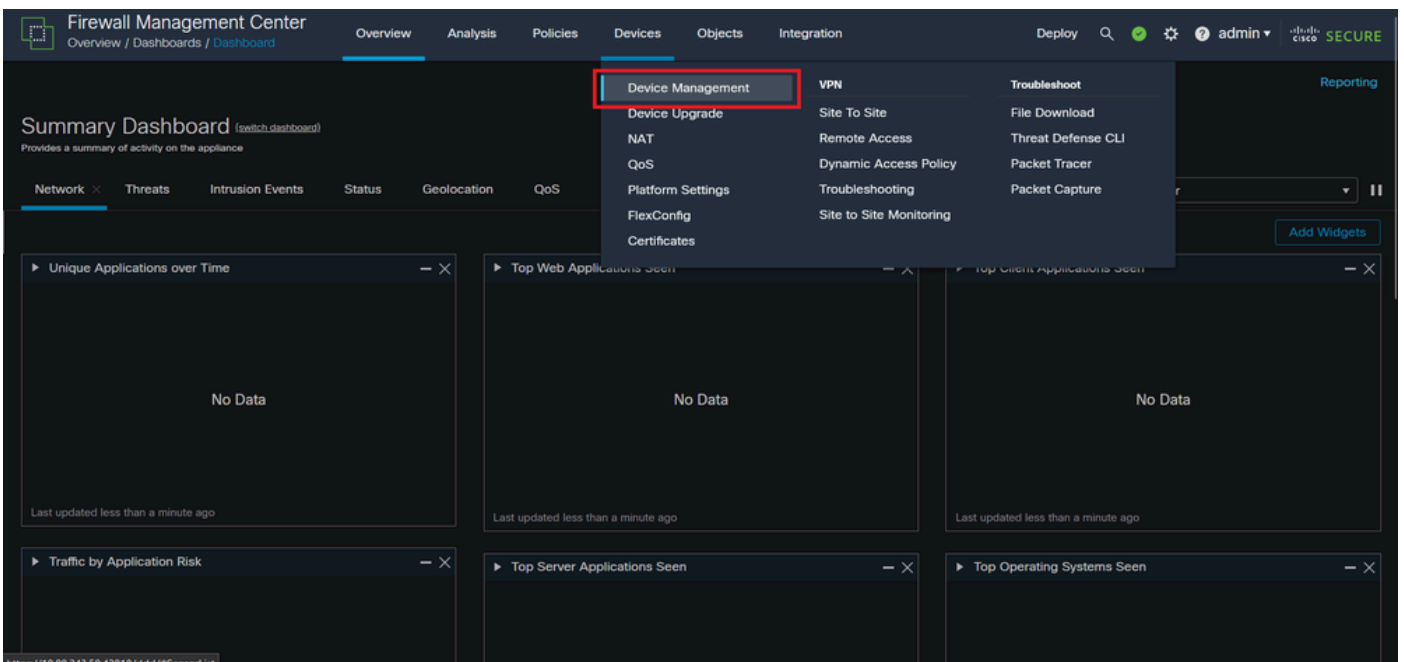 Firewall Management Center
Overview / Dashboards / Dashboard
Overview Analysis Policies Devices Objects Integration
Deploy admin SECURE
cisco
Reporting
Device Management
Device Upgrade
NAT
QoS
Platform Settings
FlexConfig
Certificates
VPN
Site To Site
Remote Access
Dynamic Access Policy
Troubleshooting
Site to Site Monitoring
Troubleshoot
File Download
Threat Defense CLI
Packet Tracer
Packet Capture
Summary Dashboard (switch dashboard)
Provides a summary of activity on the appliance
Network Threats Intrusion Events Status Geolocation QoS
Add Widgets
Unique Applications over Time
No Data
Last updated less than a minute ago
Top Web Applications Seen
No Data
Last updated less than a minute ago
Top Client Applications Seen
No Data
Last updated less than a minute ago
Traffic by Application Risk
Top Server Applications Seen
Top Operating Systems Seen